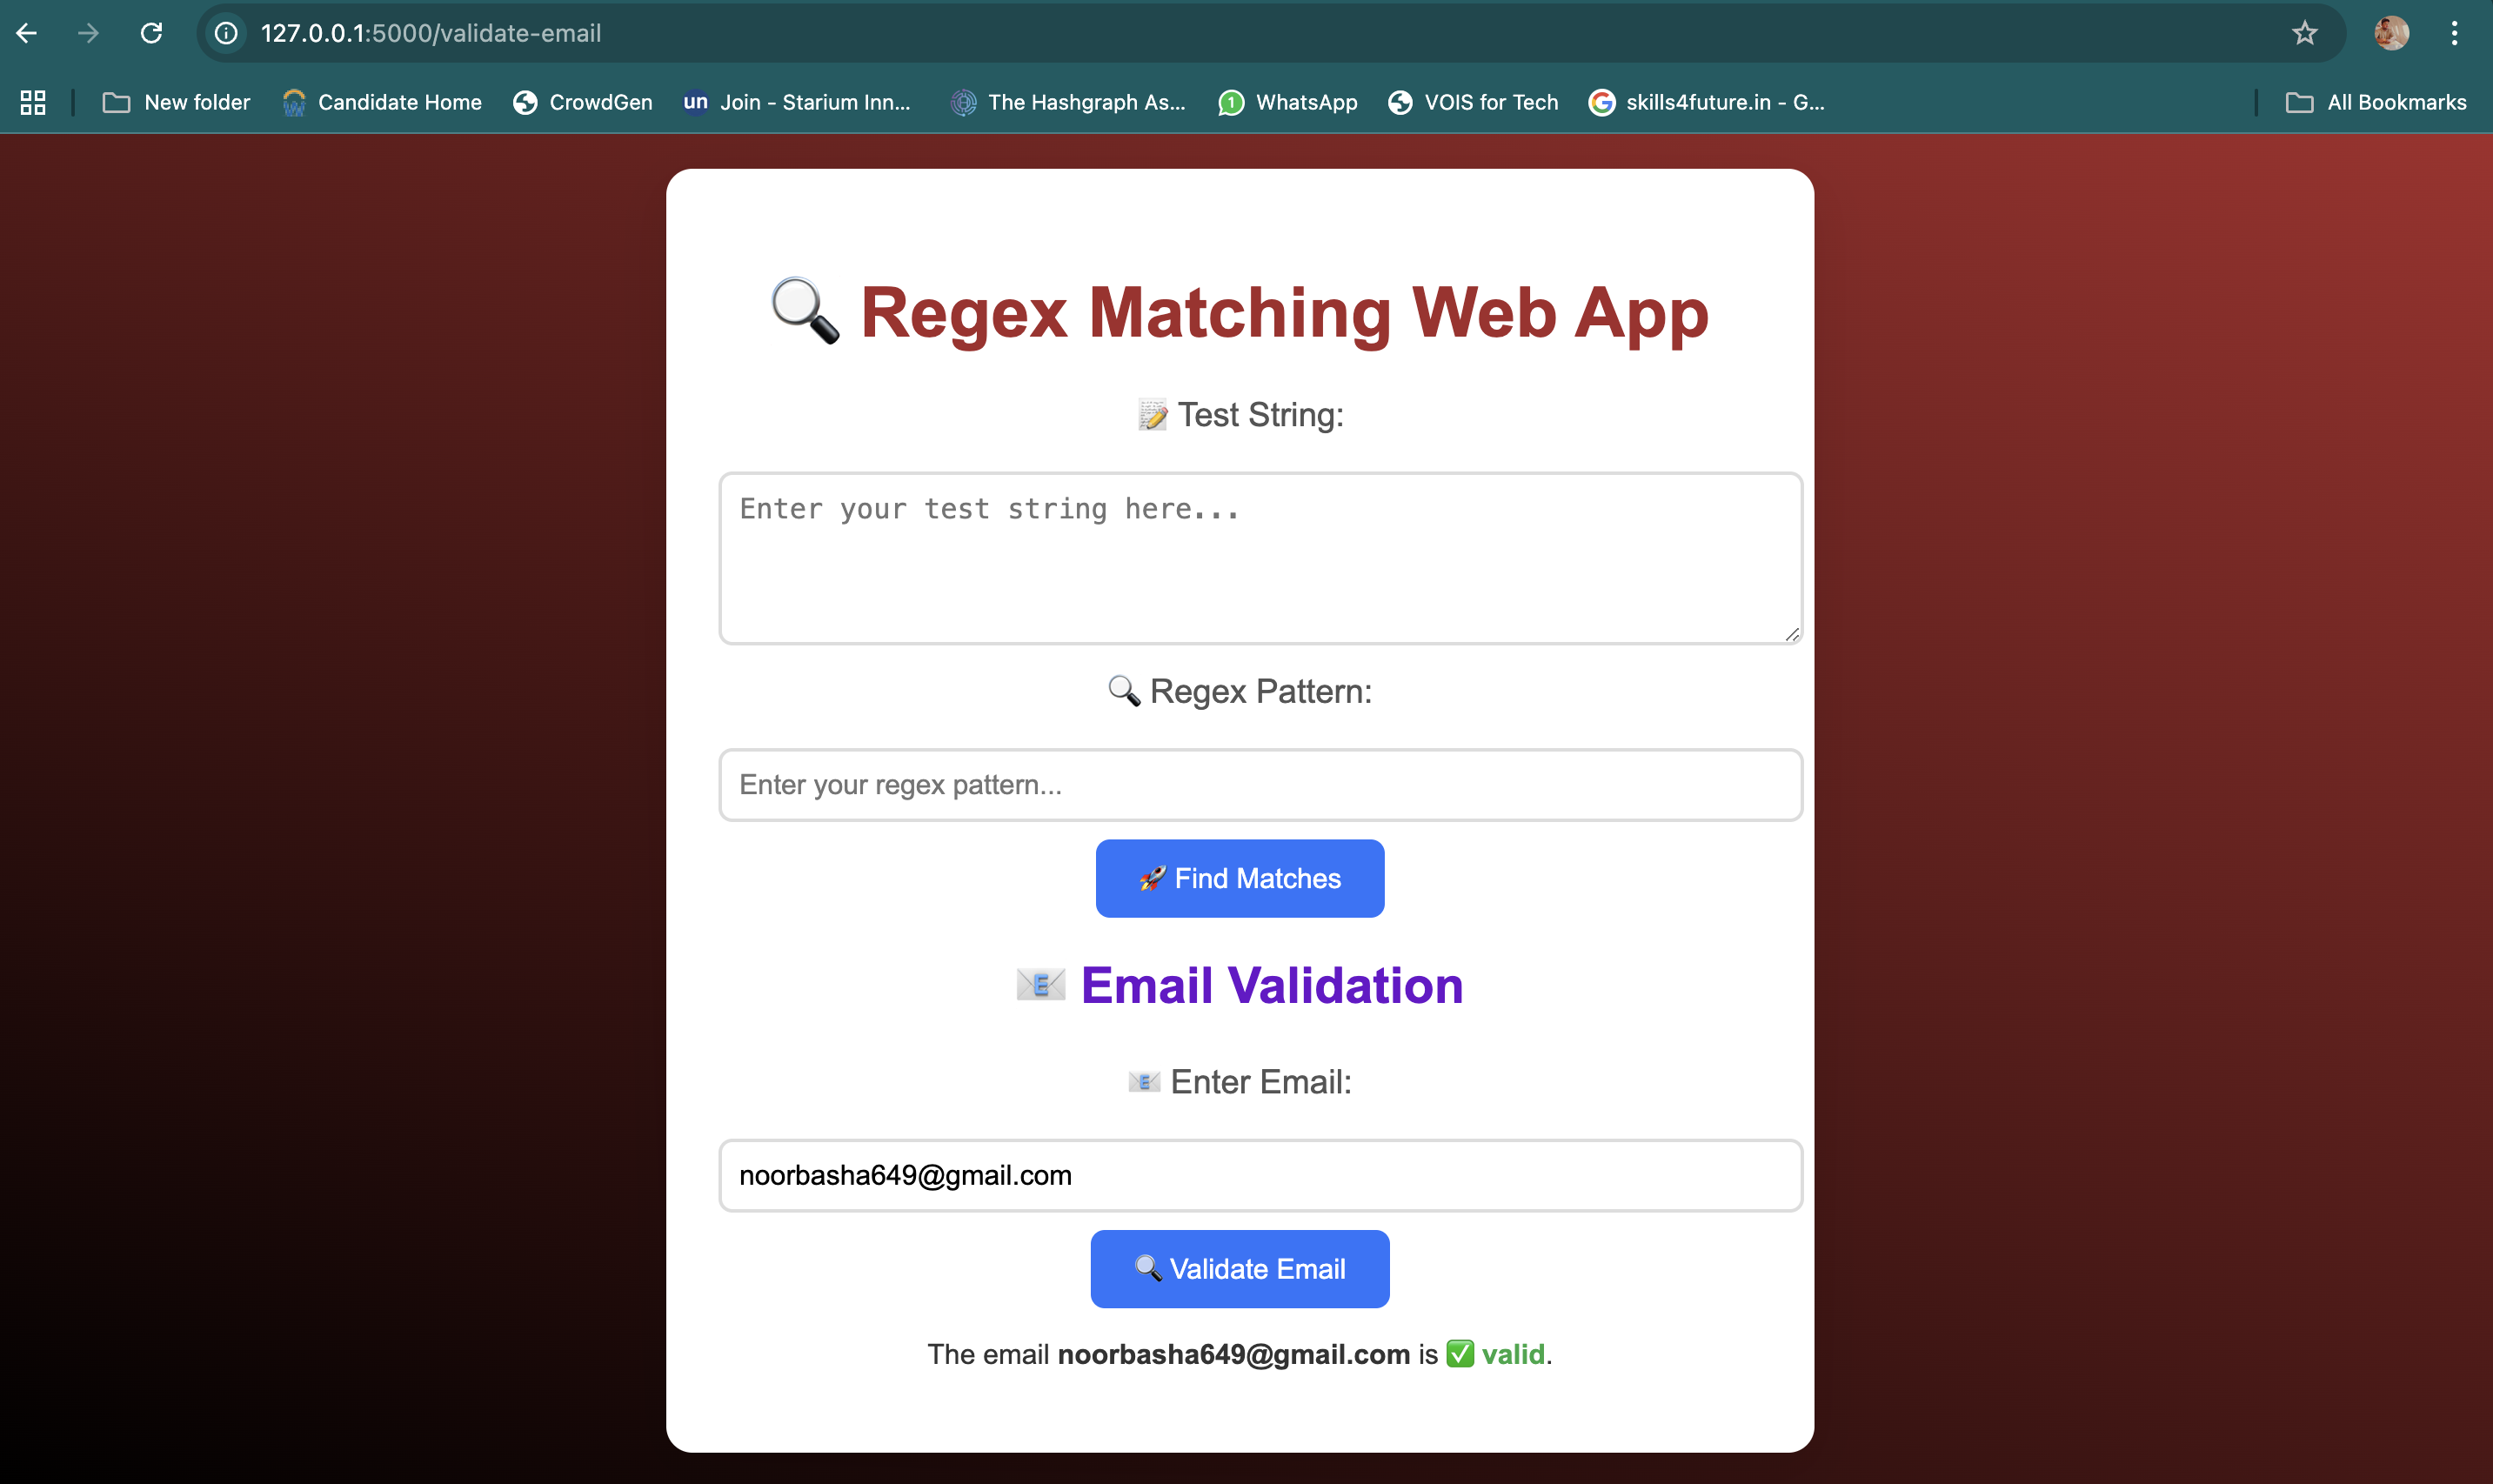 127.0.0.1:5000/validate-email
New folder
Candidate Home
CrowdGen
un Join - Starium Inn...
The Hashgraph As...
1 WhatsApp
VOIS for Tech
G skills4future.in - G...
All Bookmarks
🔍 Regex Matching Web App
📝 Test String:
Enter your test string here...
🔍 Regex Pattern:
Enter your regex pattern...
🚀 Find Matches
📧 Email Validation
📧 Enter Email:
noorbasha649@gmail.com
🔍 Validate Email
The email noorbasha649@gmail.com is ✅ valid.